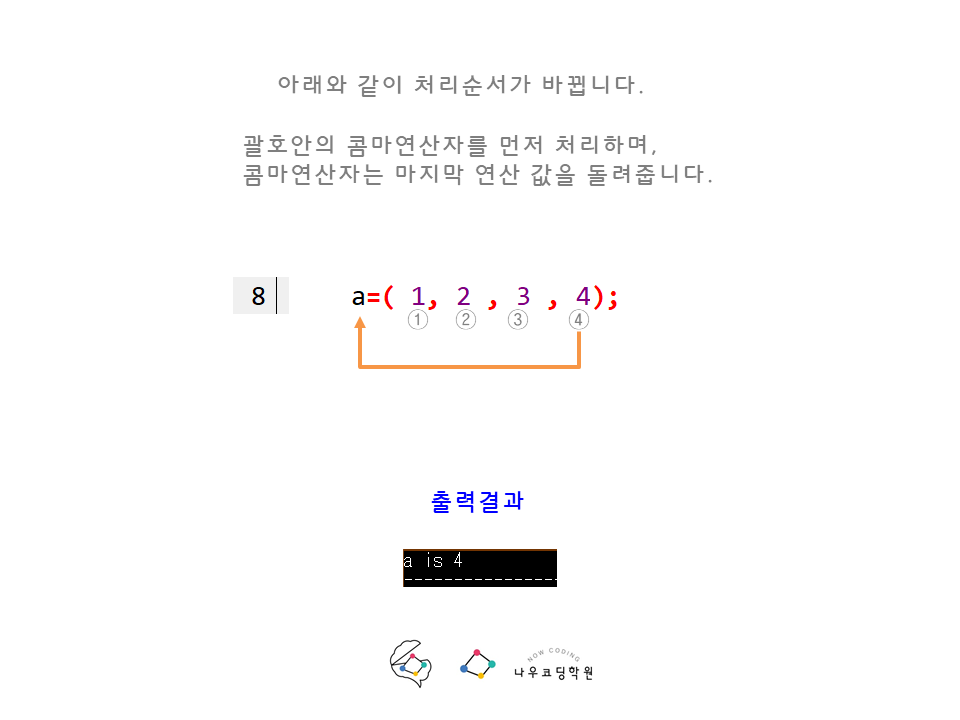 아래와 같이 처리순서가 바뀝니다.
괄호안의 콤마연산자를 먼저 처리하며,
콤마연산자는 마지막 연산 값을 돌려줍니다.
8 a=( 1, 2 , 3 , 4);
① ② ③ ④
출력결과
a is 4
----------------
NOW CODING
나우코딩학원